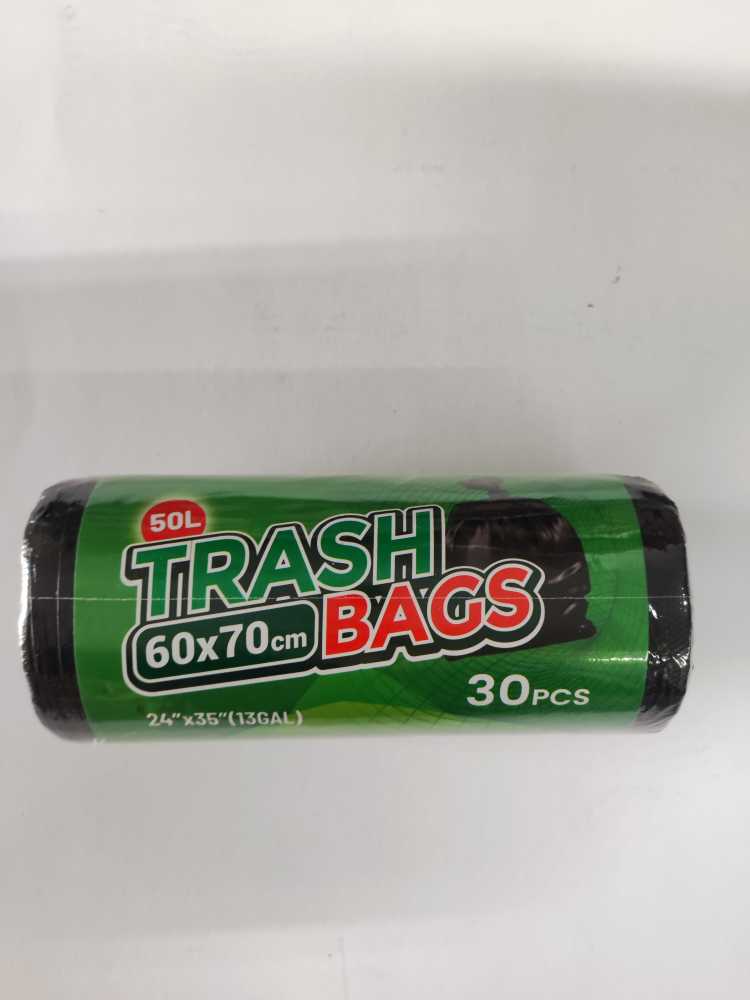 50L
TRASH
BAGS
60x70cm
30PCS
24"x35"(13GAL)